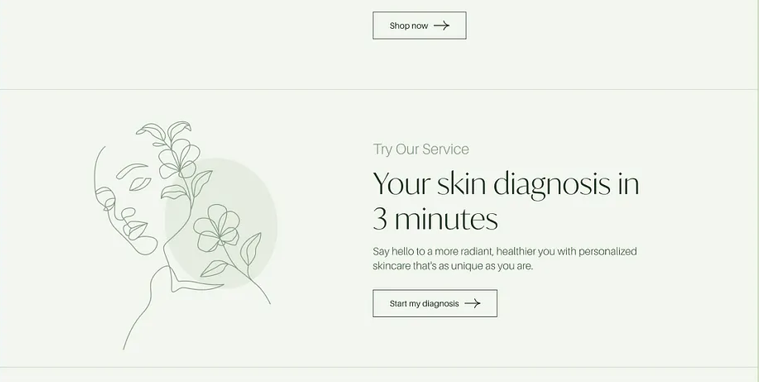 Shop now
Try Our Service
Your skin diagnosis in
3 minutes
Say hello to a more radiant, healthier you with personalized
skincare that's as unique as you are.
Start my diagnosis